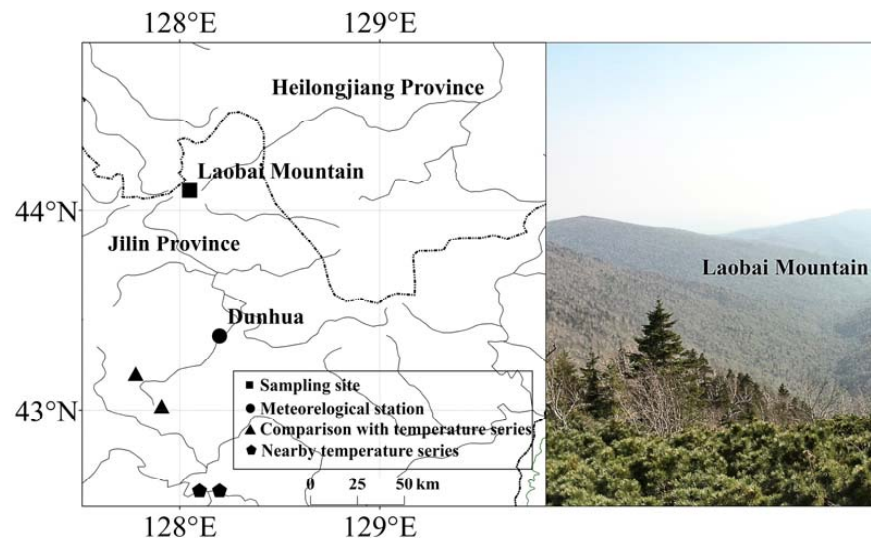 128°E
129°E
Heilongjiang Province
Laobai Mountain
44°N
Jilin Province
Dunhua
43°N
Sampling site
Meteorelogical station
Comparison with temperature series
Nearby temperature series
0 25 50 km
128°E
129°E
Laobai Mountain